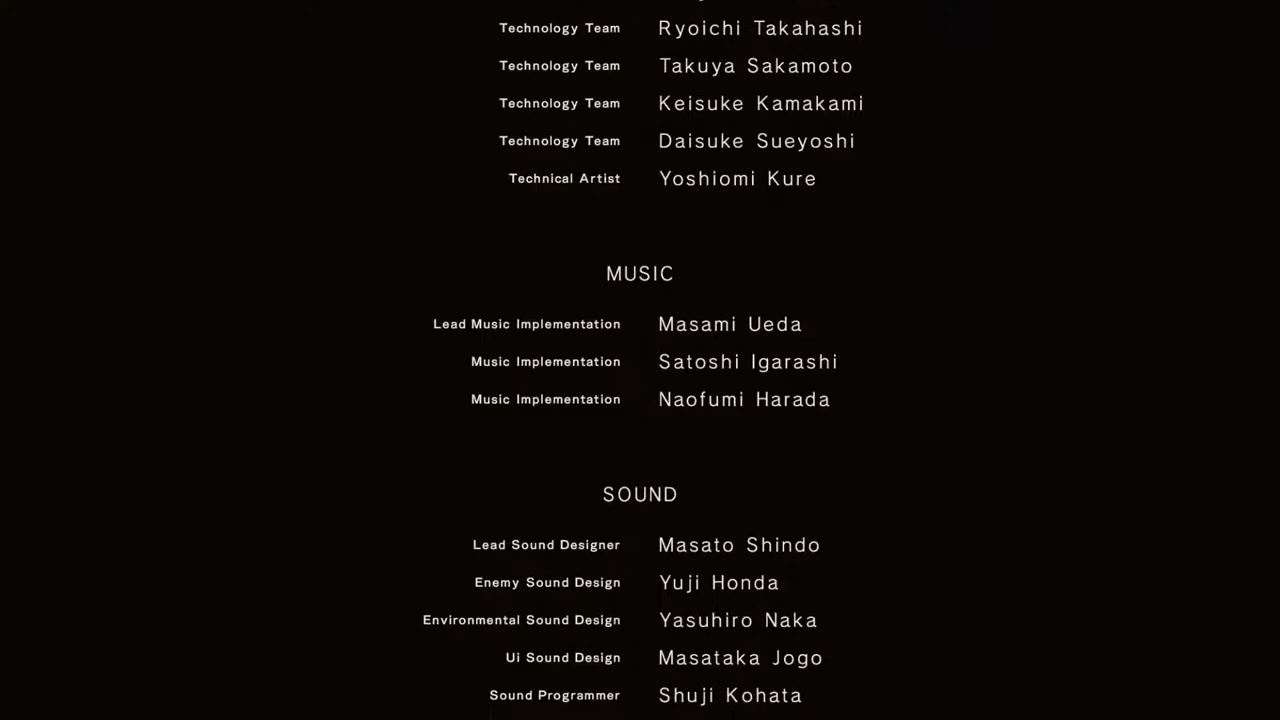 Technology Team Ryoichi Takahashi
Technology Team Takuya Sakamoto
Technology Team Keisuke Kamakami
Technology Team Daisuke Sueyoshi
Technical Artist Yoshiomi Kure
MUSIC
Lead Music Implementation Masami Ueda
Music Implementation Satoshi Igarashi
Music Implementation Naofumi Harada
SOUND
Lead Sound Designer Masato Shindo
Enemy Sound Design Yuji Honda
Environmental Sound Design Yasuhiro Naka
Ui Sound Design Masataka Jogo
Sound Programmer Shuji Kohata